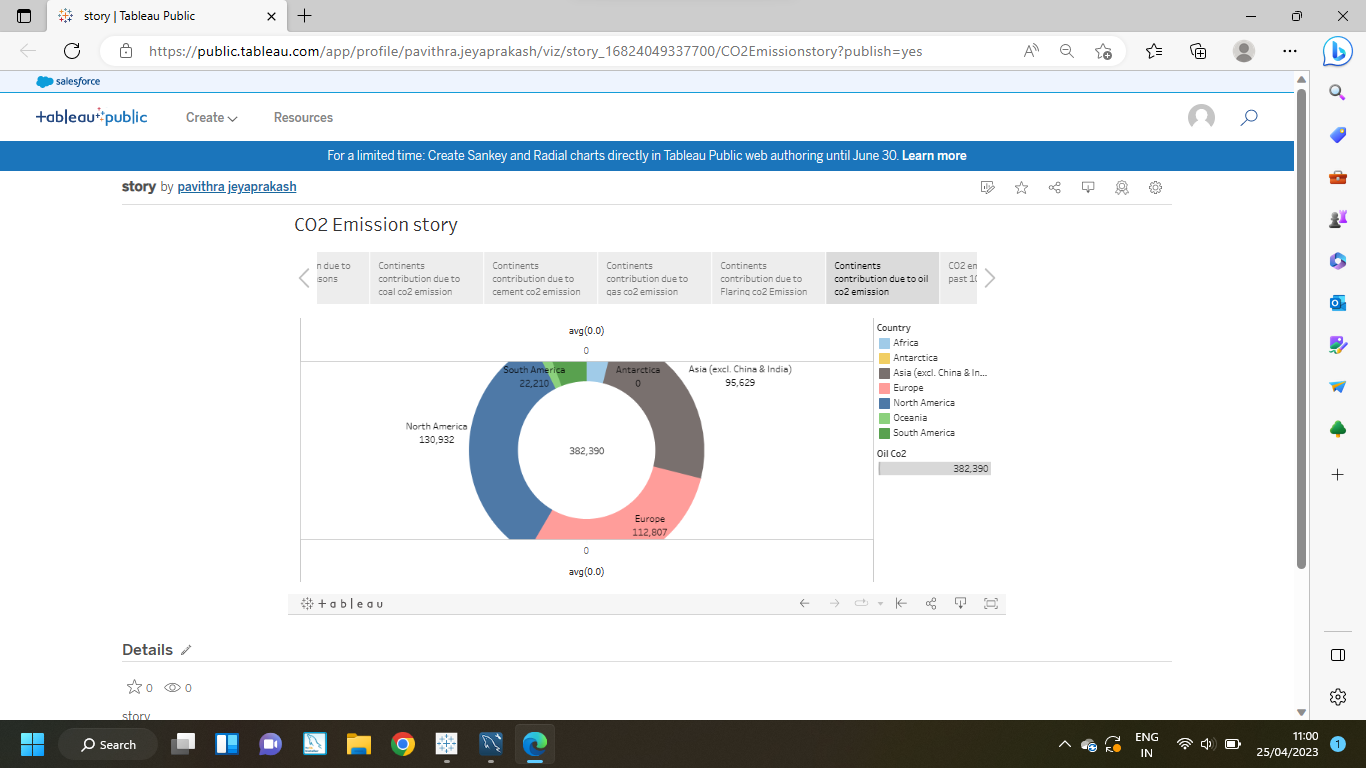 story | Tableau Public
https://public.tableau.com/app/profile/pavithra.jeyaprakash/viz/story_16824049337700/CO2Emissionstory?publish=yes
salesforce
+ableau public
Create
Resources
For a limited time: Create Sankey and Radial charts directly in Tableau Public web authoring until June 30. Learn more
story by pavithra jeyaprakash
CO2 Emission story
n due to
sons
Continents
contribution due to
coal co2 emission
Continents
contribution due to
cement co2 emission
Continents
contribution due to
gas co2 emission
Continents
contribution due to
Flaring co2 Emission
Continents
contribution due to oil
co2 emission
CO2 en
past 10
avg(0.0)
0
South America
22,210
Antarctica
0
Asia (excl. China & India)
95,629
North America
130,932
382,390
Europe
112,807
0
avg(0.0)
Country
Africa
Antarctica
Asia (excl. China & In...
Europe
North America
Oceania
South America
Oil Co2
382,390
+ableau
Details
0
0
story
Search
ENG
IN
11:00
25/04/2023
1